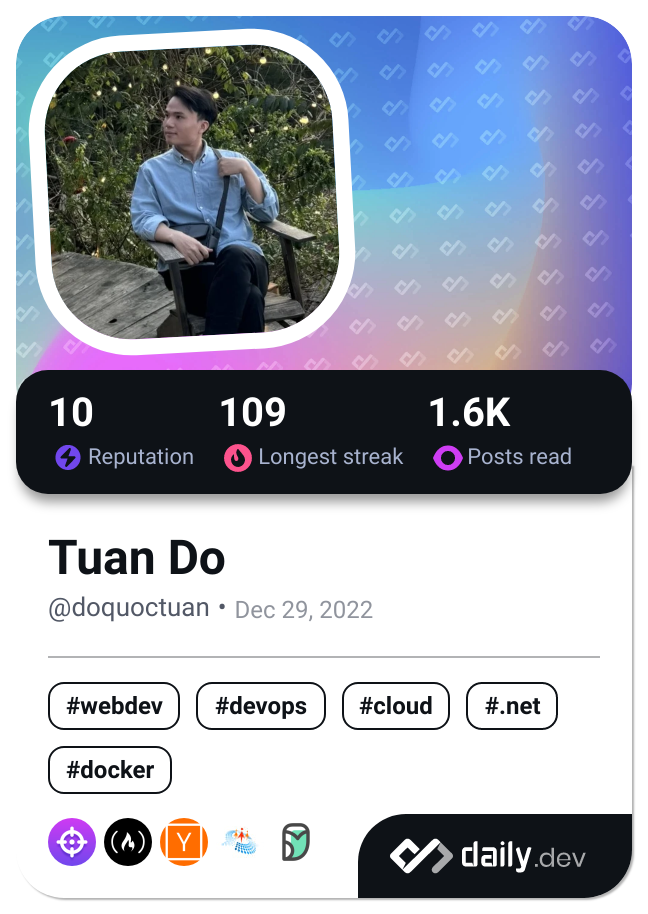 10 109 1.6K
Reputation Longest streak Posts read
Tuan Do
@doquoctuan • Dec 29, 2022
#webdev #devops #cloud #.net
#docker
Y
daily.dev